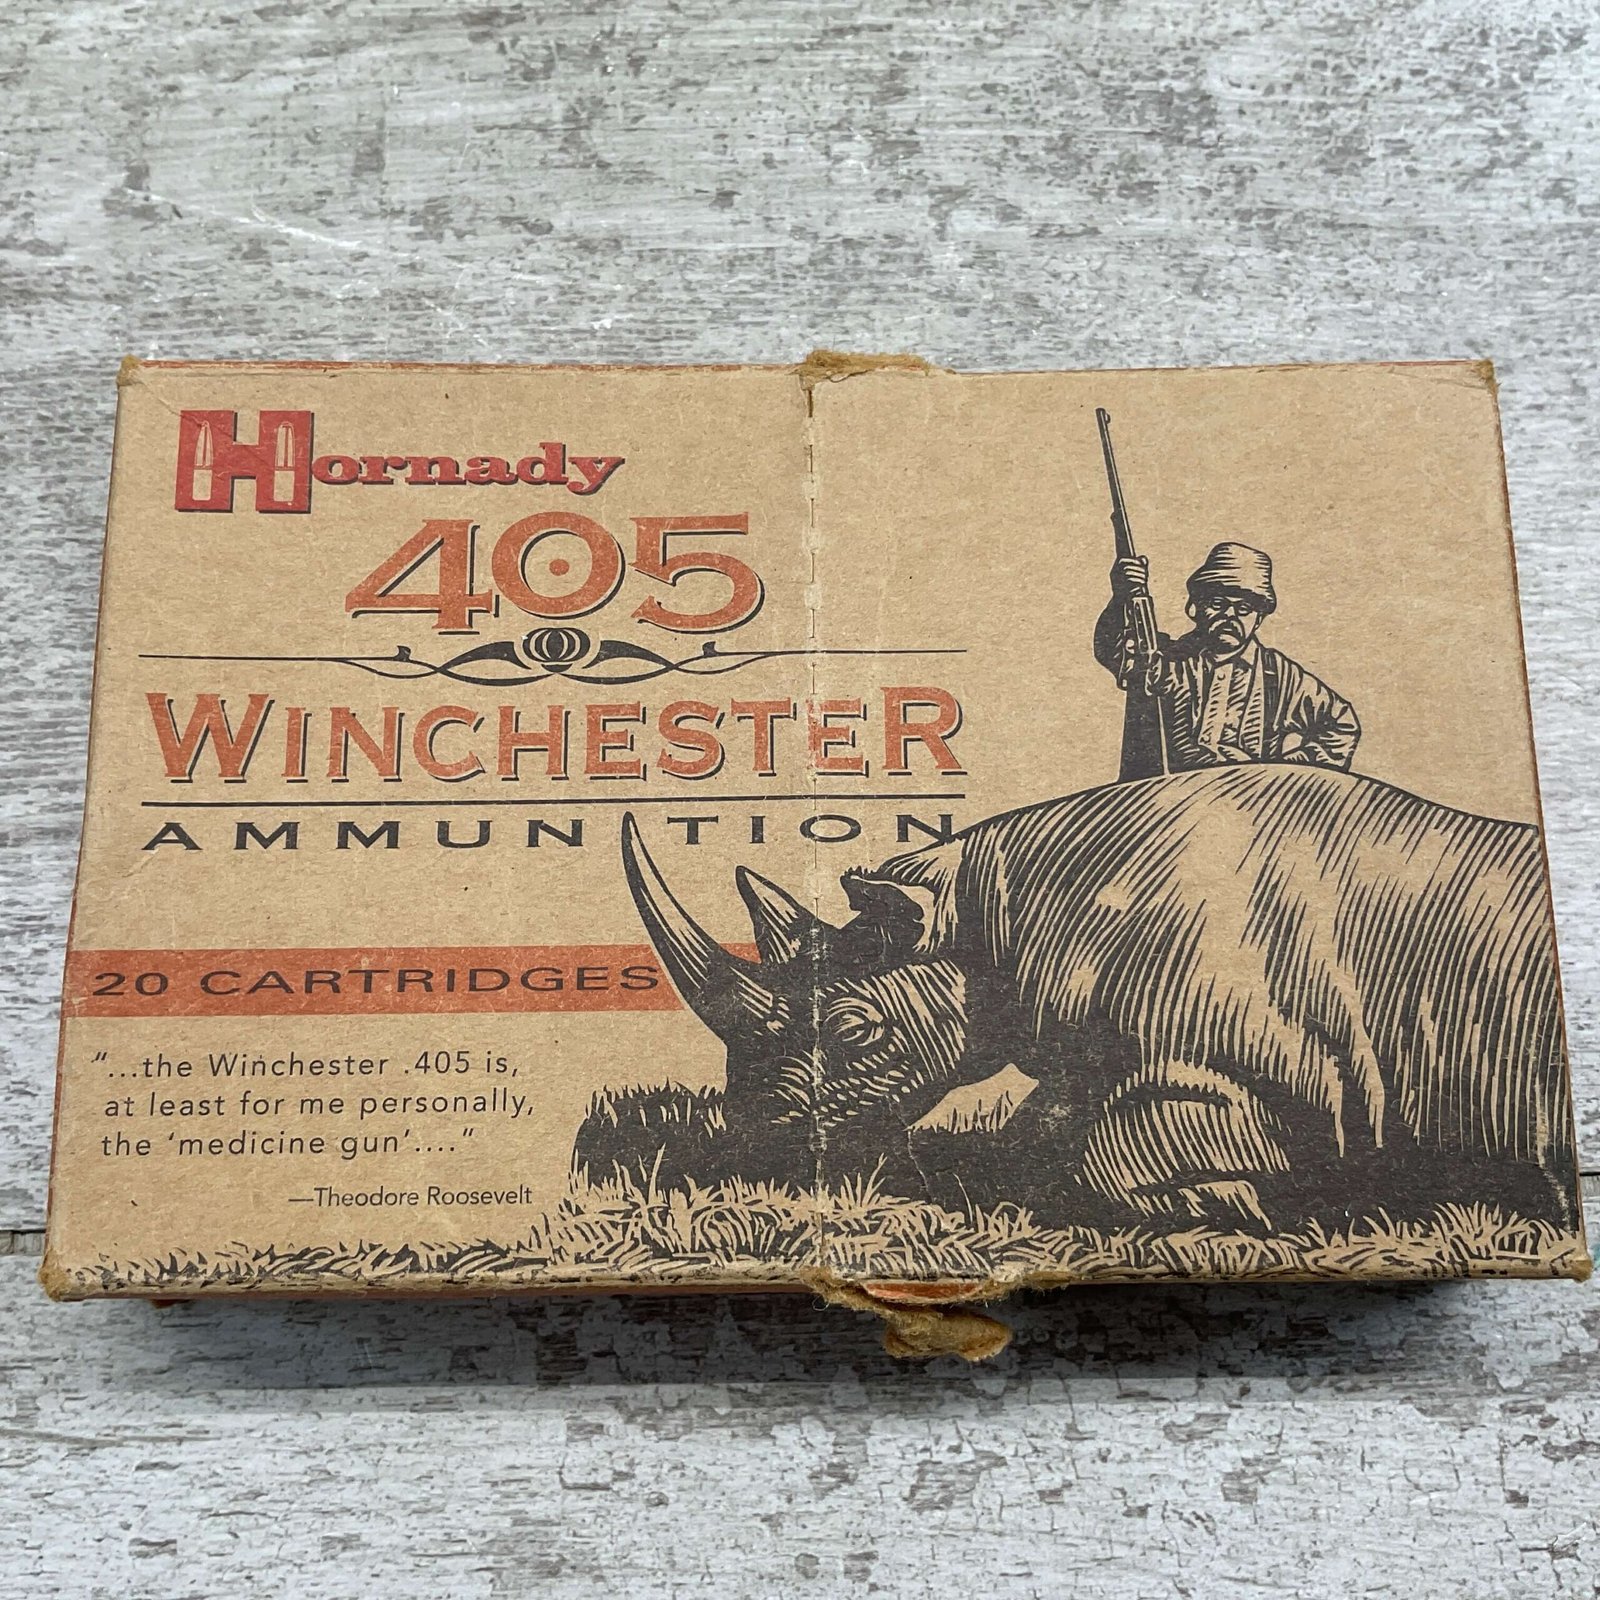 Hornady
405
WINCHESTER
AMMUNITION
20 CARTRIDGES
"...the Winchester .405 is,
at least for me personally,
the ‘medicine gun’...."
—Theodore Roosevelt